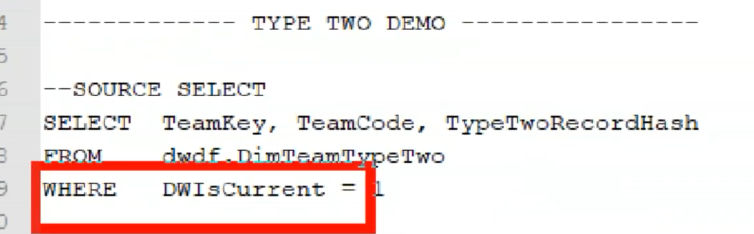 4 ------------- TYPE TWO DEMO ----------------
5
6 --SOURCE SELECT
7 SELECT TeamKey, TeamCode, TypeTwoRecordHash
8 FROM dwdf.DimTeamTypeTwo
9 WHERE DWIsCurrent = 1
0